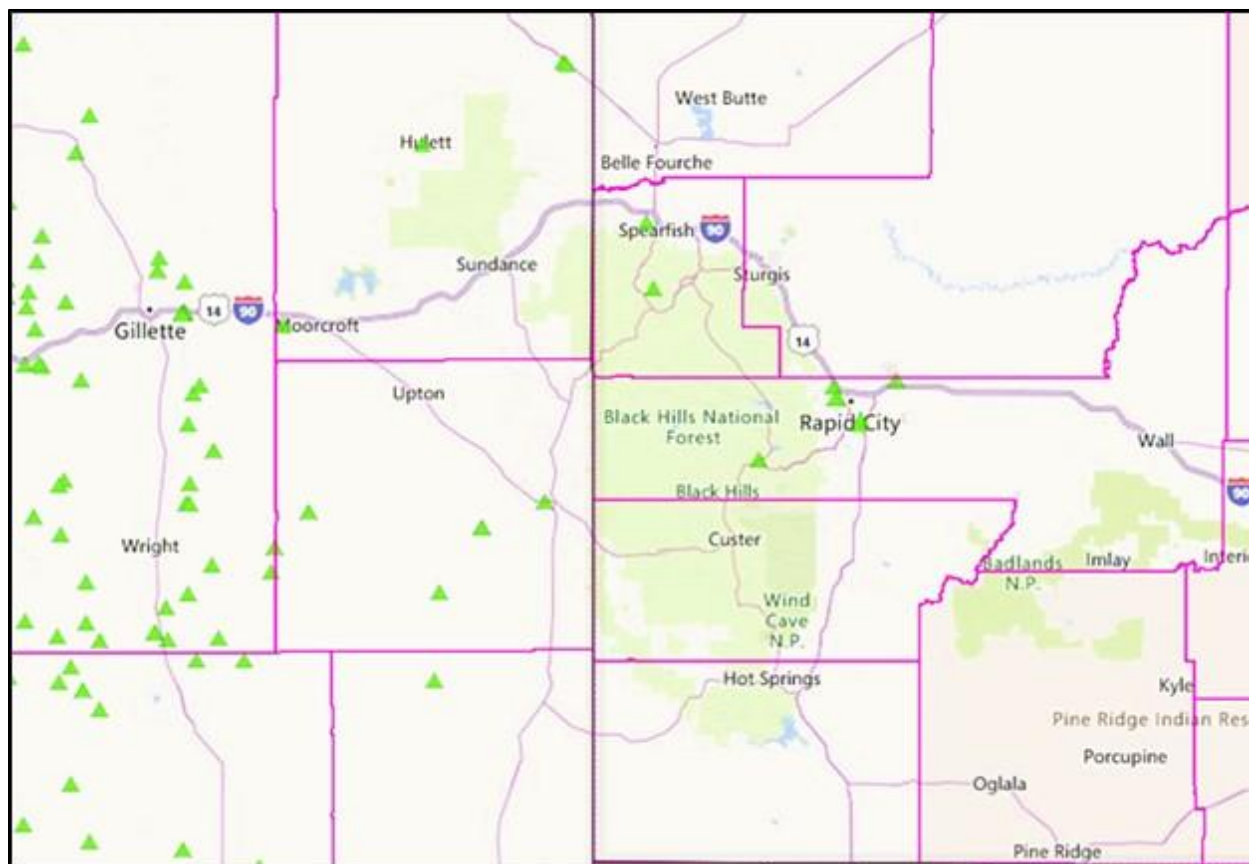 West Butte
Hulett
Belle Fourche
Spearfish
90
Sundance
Sturgis
14
90
Gillette
Moorcroft
14
Upton
Black Hills National
Forest
Rapid City
Wall
90
Black Hills
Wright
Custer
Badlands
N.P.
Imlay
Interio
Wind
Cave
N.P.
Hot Springs
Kyle
Pine Ridge Indian Res
Porcupine
Oglala
Pine Ridge